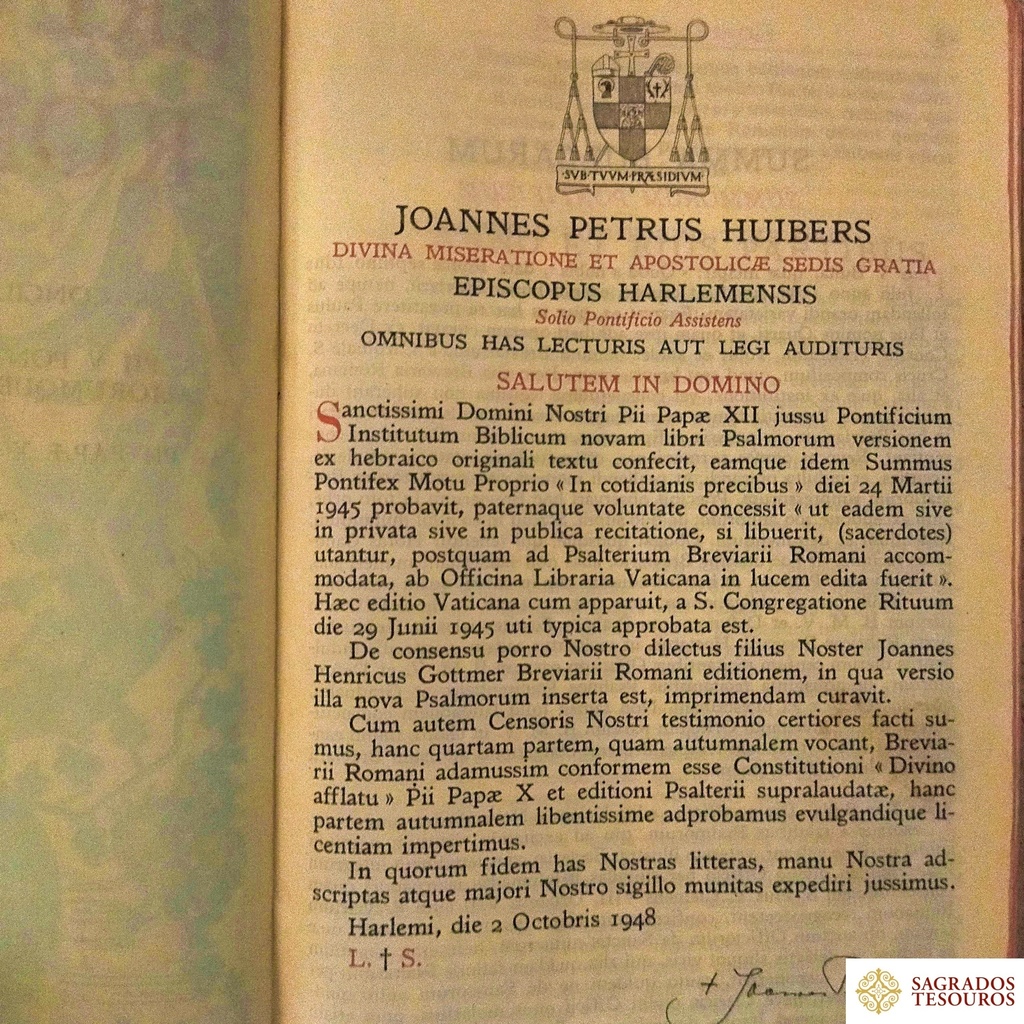 SVB·TVVM·PRÆSIDIVM
JOANNES PETRUS HUIBERS
DIVINA MISERATIONE ET APOSTOLICÆ SEDIS GRATIA
EPISCOPUS HARLEMENSIS
Solio Pontificio Assistens
OMNIBUS HAS LECTURIS AUT LEGI AUDITURIS
SALUTEM IN DOMINO
Sanctissimi Domini Nostri Pii Papæ XII jussu Pontificium
Institutum Biblicum novam libri Psalmorum versionem
ex hebraico originali textu confecit, eamque idem Summus
Pontifex Motu Proprio « In cotidianis precibus » diei 24 Martii
1945 probavit, paternaque voluntate concessit « ut eadem sive
in privata sive in publica recitatione, si libuerit, (sacerdotes)
utantur, postquam ad Psalterium Breviarii Romani accom-
modata, ab Officina Libraria Vaticana in lucem edita fuerit ».
Hæc editio Vaticana cum apparuit, a S. Congregatione Rituum
die 29 Junii 1945 uti typica approbata est.
De consensu porro Nostro dilectus filius Noster Joannes
Henricus Gottmer Breviarii Romani editionem, in qua versio
illa nova Psalmorum inserta est, imprimendam curavit.
Cum autem Censoris Nostri testimonio certiores facti su-
mus, hanc quartam partem, quam autumnalem vocant, Brevia-
rii Romani adamussim conformem esse Constitutioni « Divino
afflatu » Pii Papæ X et editioni Psalterii supralaudatæ, hanc
partem autumnalem libentissime adprobamus evulgandique li-
centiam impertimus.
In quorum fidem has Nostras litteras, manu Nostra ad-
scriptas atque majori Nostro sigillo munitas expediri jussimus.
Harlemi, die 2 Octobris 1948
L. † S.
+ Joannes
SAGRADOS
TESOUROS